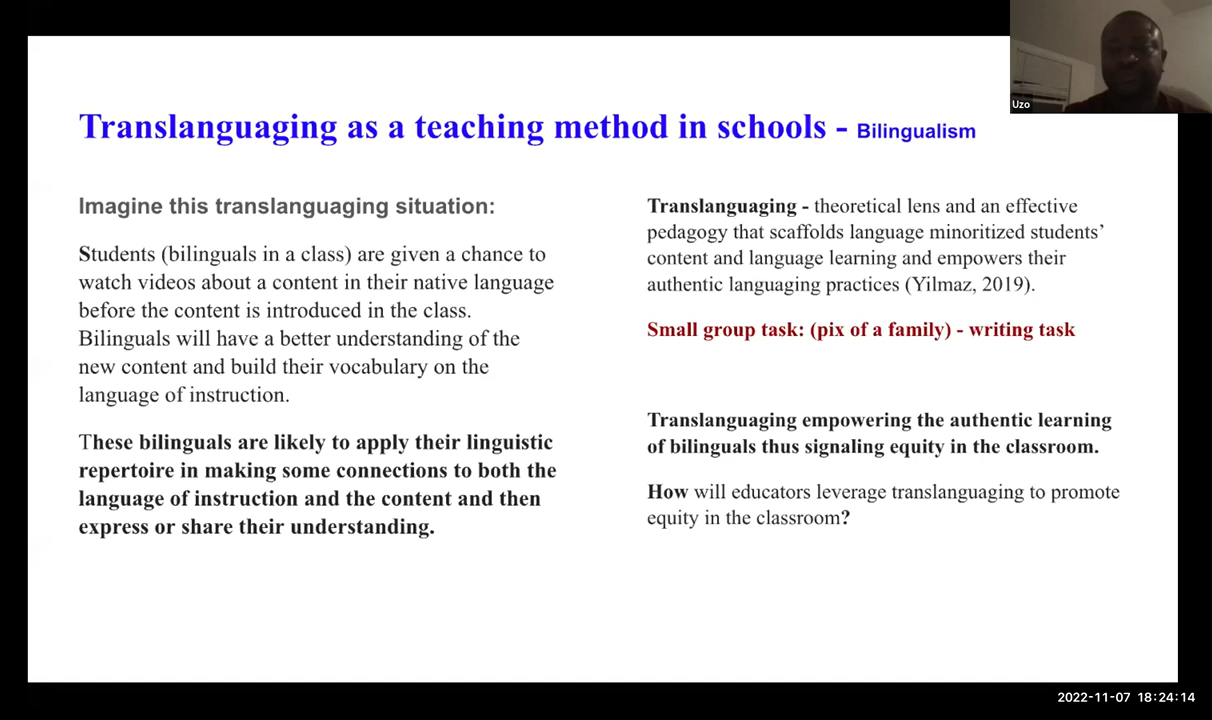 Uzo
Translanguaging as a teaching method in schools - Bilingualism
Imagine this translanguaging situation:
Students (bilinguals in a class) are given a chance to
watch videos about a content in their native language
before the content is introduced in the class.
Bilinguals will have a better understanding of the
new content and build their vocabulary on the
language of instruction.
These bilinguals are likely to apply their linguistic
repertoire in making some connections to both the
language of instruction and the content and then
express or share their understanding.
Translanguaging - theoretical lens and an effective
pedagogy that scaffolds language minoritized students’
content and language learning and empowers their
authentic languaging practices (Yilmaz, 2019).
Small group task: (pix of a family) - writing task
Translanguaging empowering the authentic learning
of bilinguals thus signaling equity in the classroom.
How will educators leverage translanguaging to promote
equity in the classroom?
2022-11-07 18:24:14